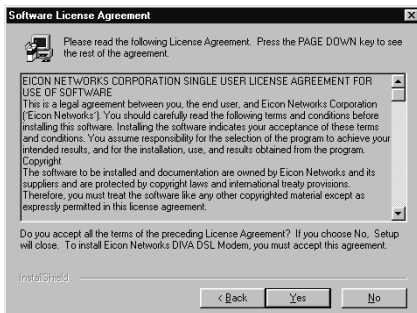 Software License Agreement
Please read the following License Agreement. Press the PAGE DOWN key to see
the rest of the agreement.
EICON NETWORKS CORPORATION SINGLE USER LICENSE AGREEMENT FOR
USE OF SOFTWARE
This is a legal agreement between you, the end user, and Eicon Networks Corporation
('Eicon Networks'). You should carefully read the following terms and conditions before
installing this software. Installing the software indicates your acceptance of these terms
and conditions. You assume responsibility for the selection of the program to achieve your
intended results, and for the installation, use, and results obtained from the program.
Copyright
The software to be installed and documentation are owned by Eicon Networks and its
suppliers and are protected by copyright laws and international treaty provisions.
Therefore, you must treat the software like any other copyrighted material except as
expressly permitted in this license agreement.
Do you accept all the terms of the preceding License Agreement? If you choose No, Setup
will close. To install Eicon Networks DIVA DSL Modem, you must accept this agreement.
InstallShield
< Back Yes No